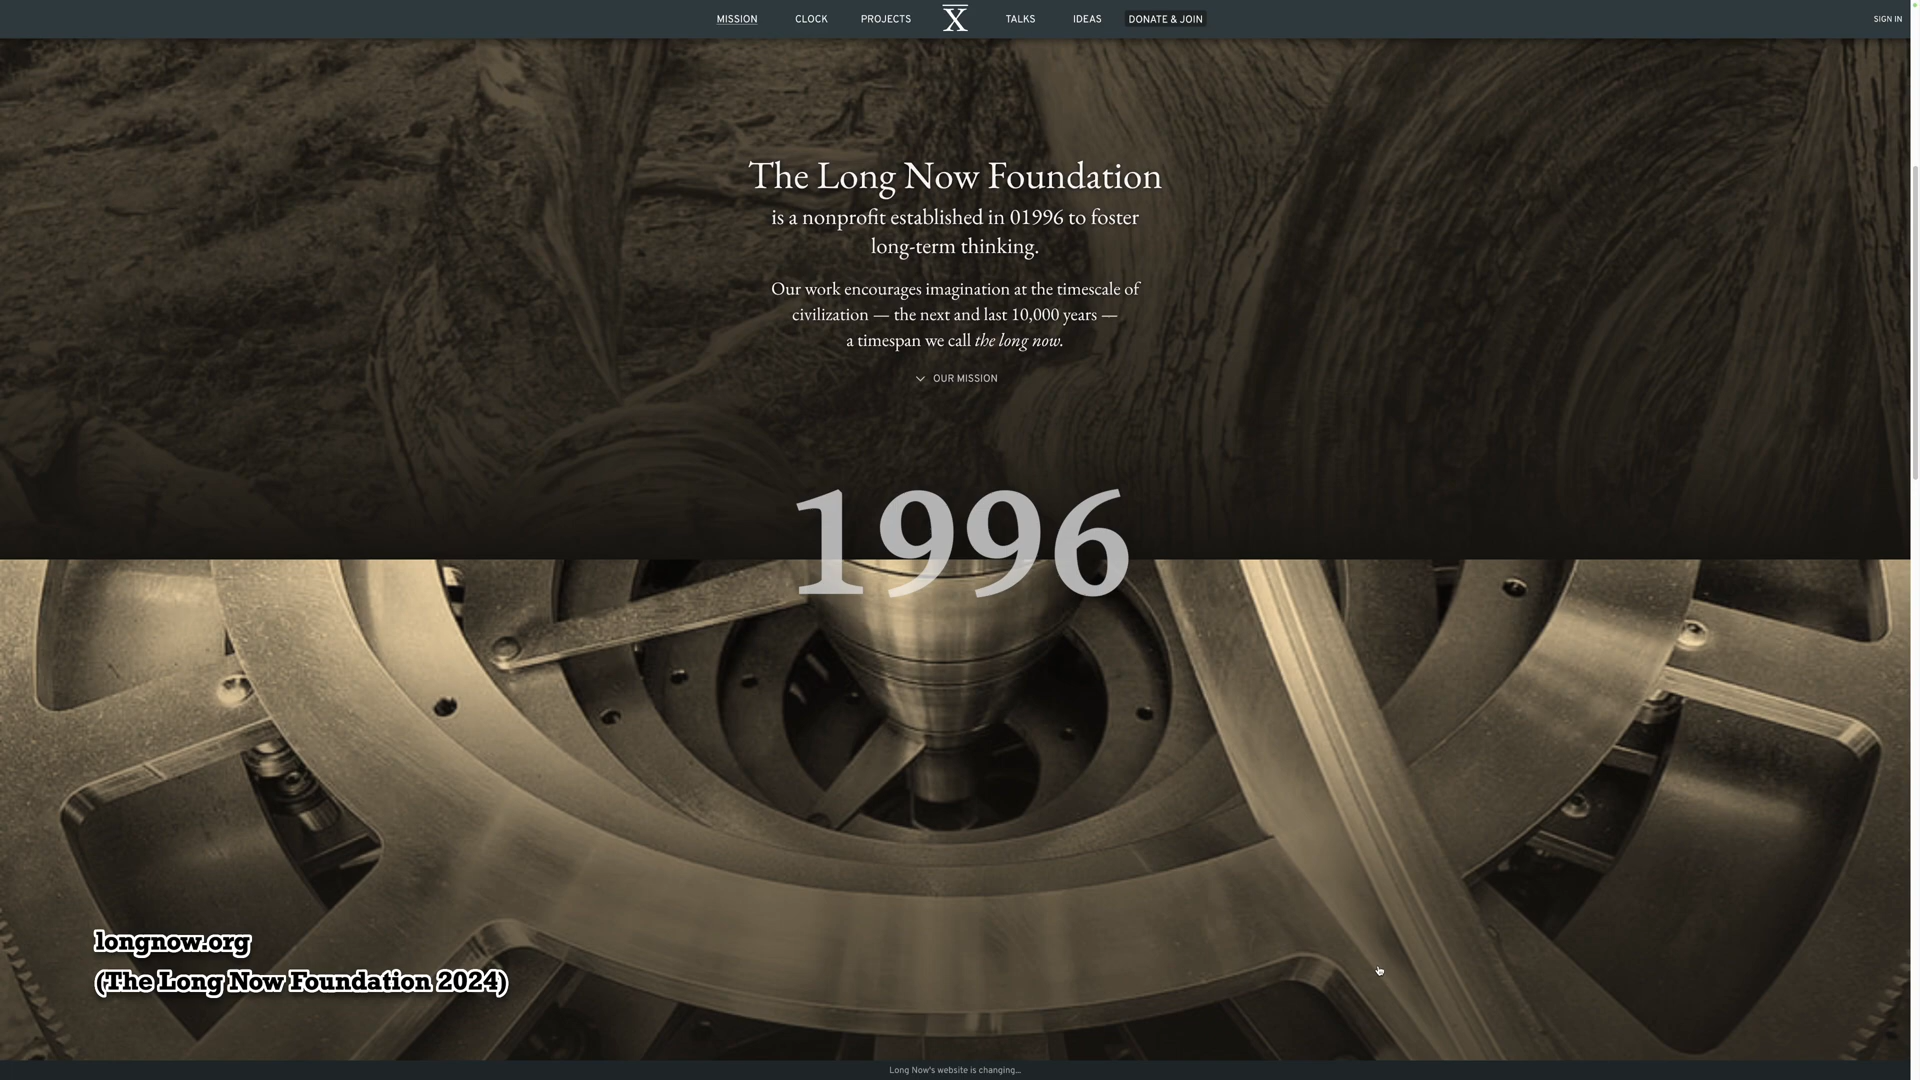 MISSION CLOCK PROJECTS X TALKS IDEAS DONATE & JOIN SIGN IN
The Long Now Foundation
is a nonprofit established in 01996 to foster
long-term thinking.
Our work encourages imagination at the timescale of
civilization — the next and last 10,000 years —
a timespan we call the long now.
OUR MISSION
1996
longnow.org
(The Long Now Foundation 2024)
Long Now's website is changing...